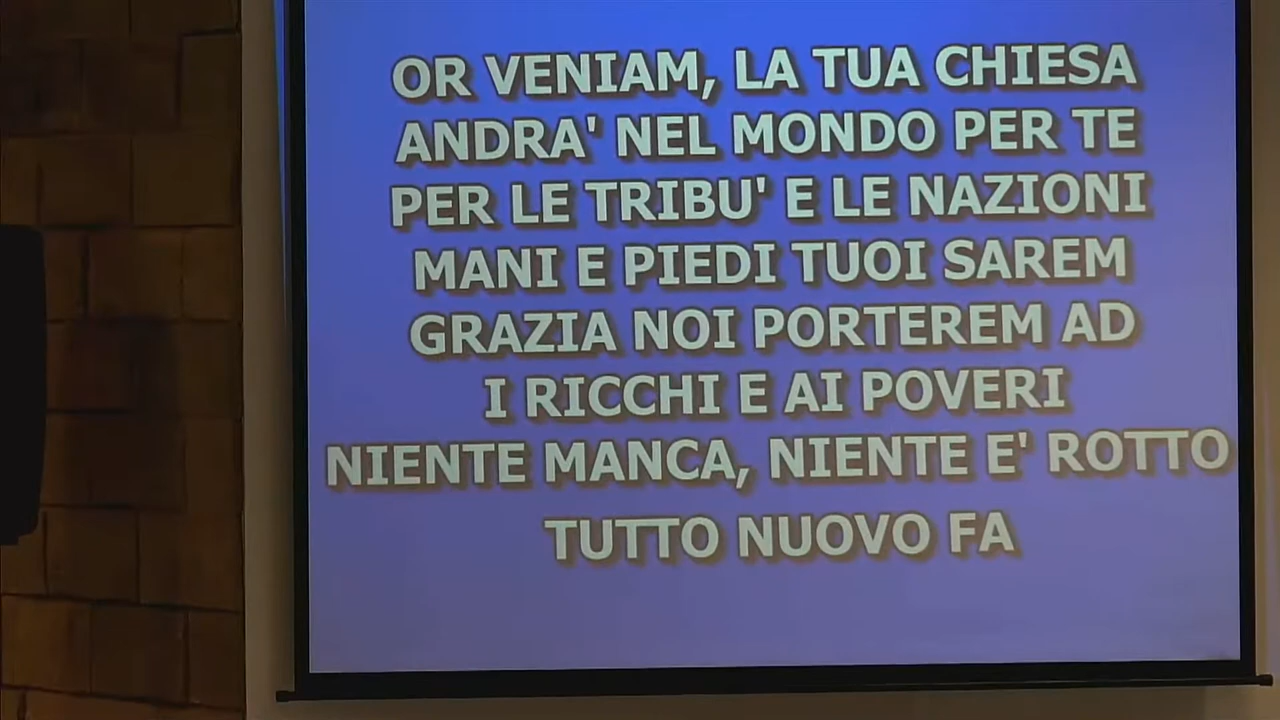 OR VENIAM, LA TUA CHIESA
ANDRA' NEL MONDO PER TE
PER LE TRIBU' E LE NAZIONI
MANI E PIEDI TUOI SAREM
GRAZIA NOI PORTEREM AD
I RICCHI E AI POVERI
NIENTE MANCA, NIENTE E' ROTTO
TUTTO NUOVO FA